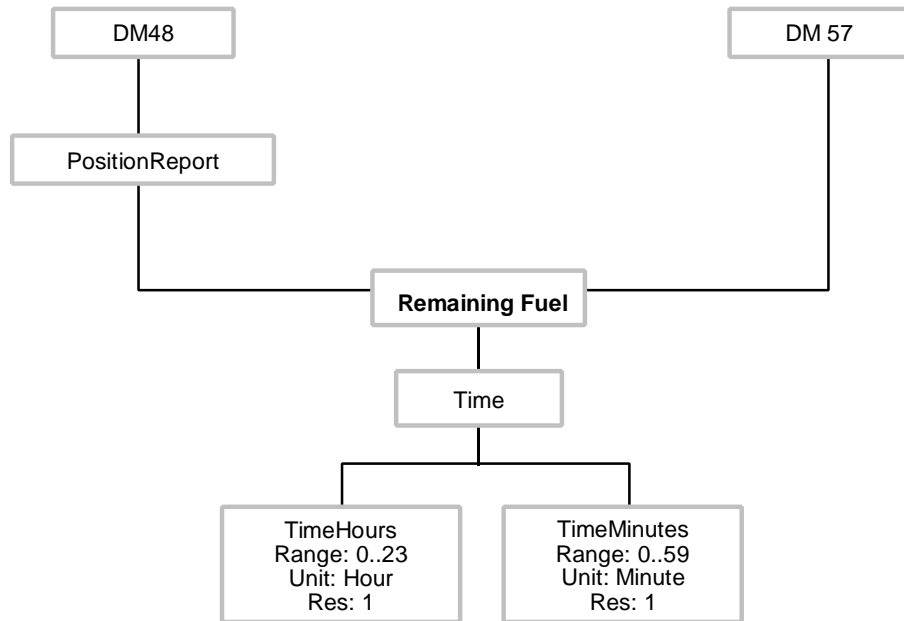 DM48
DM 57
PositionReport
Remaining Fuel
Time
TimeHours
Range: 0..23
Unit: Hour
Res: 1
TimeMinutes
Range: 0..59
Unit: Minute
Res: 1